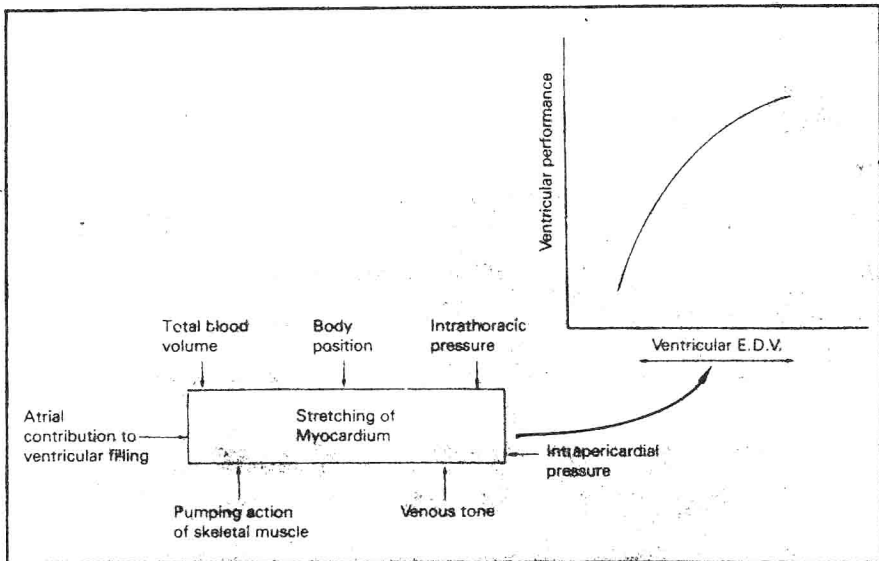 Ventricular performance
Ventricular E.D.V.
Total blood
volume
Body
position
Intrathoracic
pressure
Atrial
contribution to
ventricular filling
Stretching of
Myocardium
Intrapericardial
pressure
Pumping action
of skeletal muscle
Venous tone